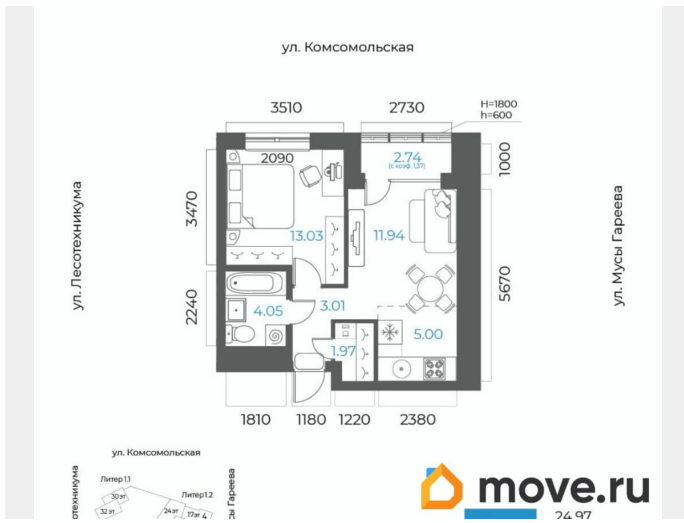 ул. Комсомольская
3510
2730
H=1800
h=600
2090
2.74
(с коэф. 1,37)
1000
ул. Лесотехникума
3470
13.03
11.94
ул. Мусы Гареева
5670
2240
4.05
3.01
5.00
1.97
1810
1180
1220
2380
ул. Комсомольская
Литер 1.1
Литер1.2
30 эт
32 эт
24 эт
17 эт
4
move.ru
24.97